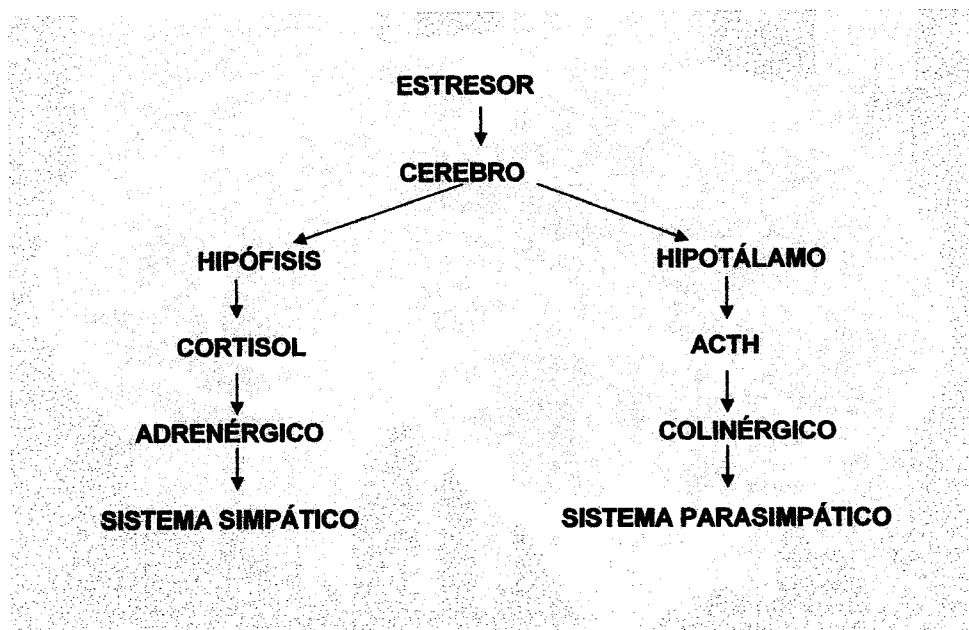 ESTRESOR
CEREBRO
HIPÓFISIS
HIPOTÁLAMO
CORTISOL
ACTH
ADRENÉRGICO
COLINÉRGICO
SISTEMA SIMPÁTICO
SISTEMA PARASIMPÁTICO